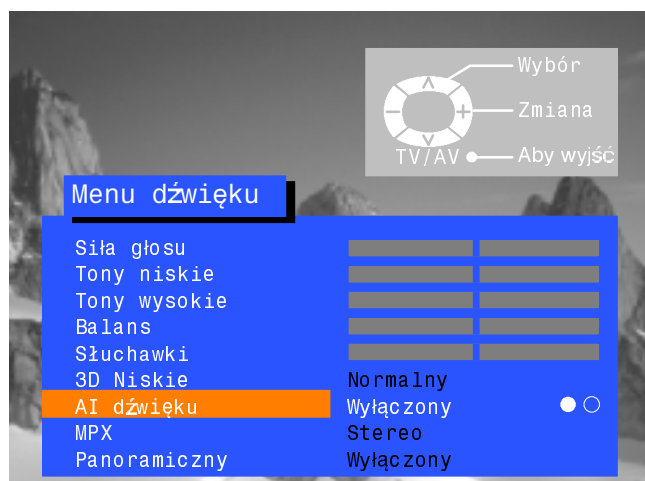 Wybór
Zmiana
TV/AV Aby wyjść
Menu dźwięku
Siła głosu
Tony niskie
Tony wysokie
Balans
Słuchawki
3D Niskie Normalny
AI dźwięku Wyłączony
MPX Stereo
Panoramiczny Wyłączony